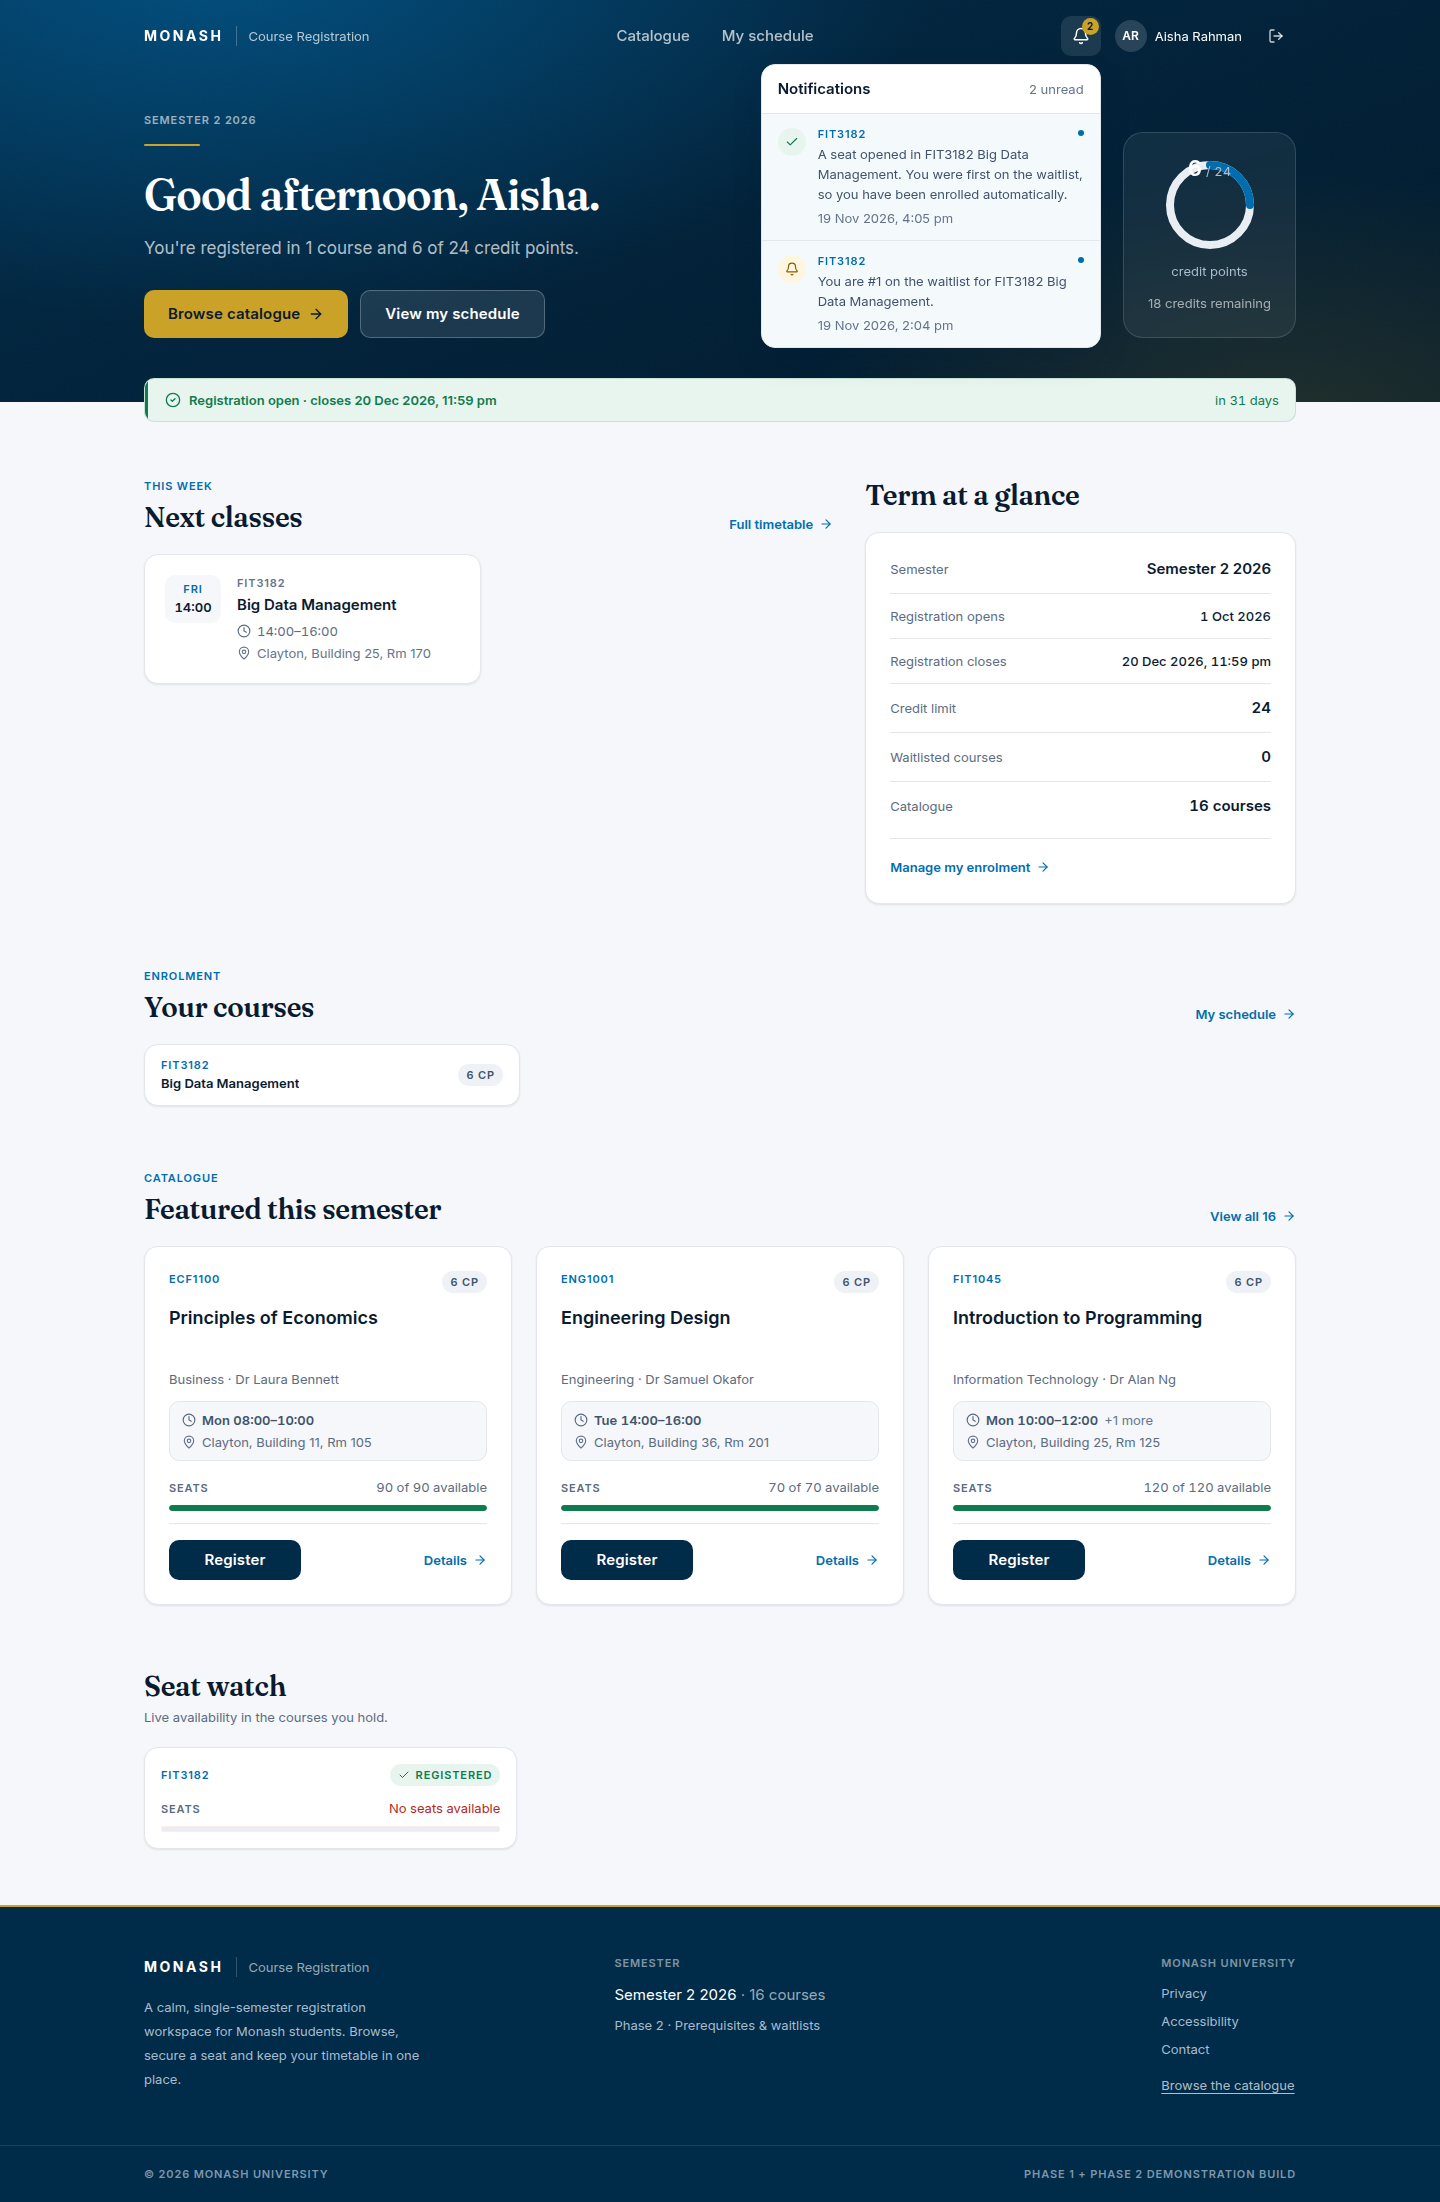 MONASH
Course Registration
Catalogue
My schedule
2
AR
Aisha Rahman
SEMESTER 2 2026
Good afternoon, Aisha.
You're registered in 1 course and 6 of 24 credit points.
Browse catalogue
View my schedule
Notifications
2 unread
FIT3182
A seat opened in FIT3182 Big Data
Management. You were first on the waitlist,
so you have been enrolled automatically.
19 Nov 2026, 4:05 pm
FIT3182
You are #1 on the waitlist for FIT3182 Big
Data Management.
19 Nov 2026, 2:04 pm
6 / 24
credit points
18 credits remaining
Registration open · closes 20 Dec 2026, 11:59 pm
in 31 days
THIS WEEK
Next classes
Full timetable
FRI
14:00
FIT3182
Big Data Management
14:00–16:00
Clayton, Building 25, Rm 170
Term at a glance
Semester
Semester 2 2026
Registration opens
1 Oct 2026
Registration closes
20 Dec 2026, 11:59 pm
Credit limit
24
Waitlisted courses
0
Catalogue
16 courses
Manage my enrolment
ENROLMENT
Your courses
My schedule
FIT3182
Big Data Management
6 CP
CATALOGUE
Featured this semester
View all 16
ECF1100
6 CP
Principles of Economics
Business · Dr Laura Bennett
Mon 08:00–10:00
Clayton, Building 11, Rm 105
SEATS
90 of 90 available
Register
Details
ENG1001
6 CP
Engineering Design
Engineering · Dr Samuel Okafor
Tue 14:00–16:00
Clayton, Building 36, Rm 201
SEATS
70 of 70 available
Register
Details
FIT1045
6 CP
Introduction to Programming
Information Technology · Dr Alan Ng
Mon 10:00–12:00 +1 more
Clayton, Building 25, Rm 125
SEATS
120 of 120 available
Register
Details
Seat watch
Live availability in the courses you hold.
FIT3182
REGISTERED
SEATS
No seats available
MONASH
Course Registration
A calm, single-semester registration
workspace for Monash students. Browse,
secure a seat and keep your timetable in one
place.
SEMESTER
Semester 2 2026 · 16 courses
Phase 2 · Prerequisites & waitlists
MONASH UNIVERSITY
Privacy
Accessibility
Contact
Browse the catalogue
© 2026 MONASH UNIVERSITY
PHASE 1 + PHASE 2 DEMONSTRATION BUILD